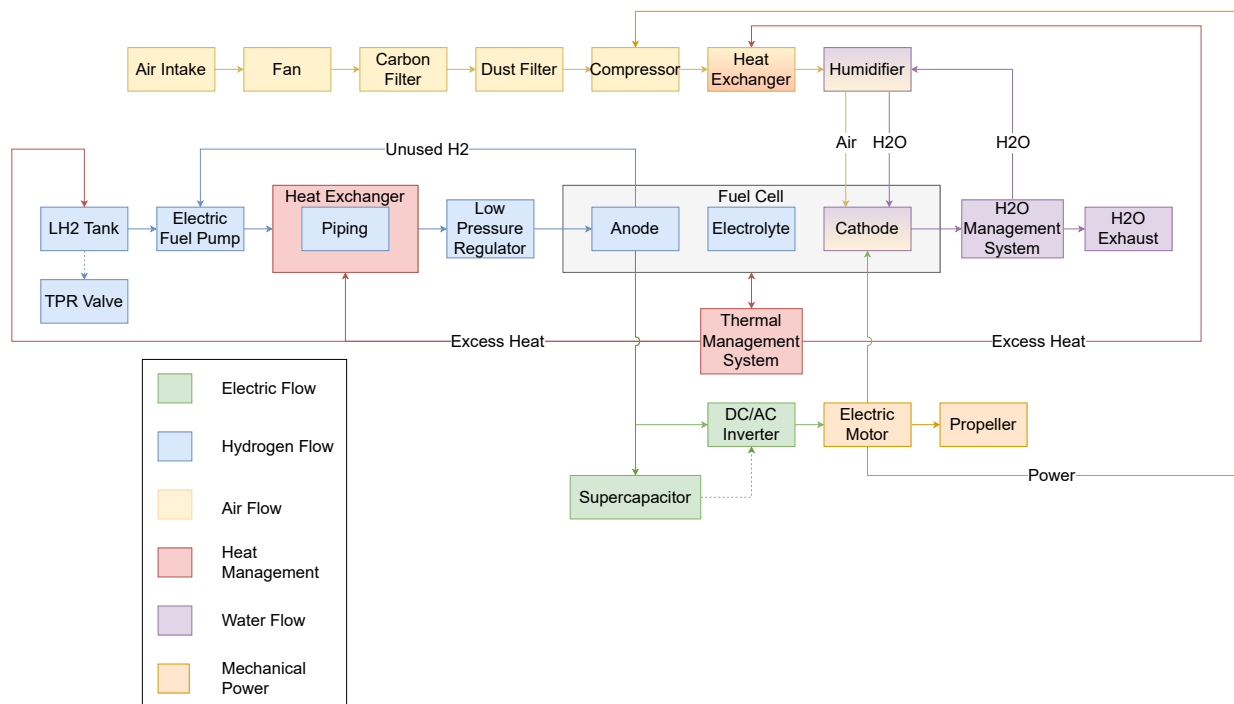 Air Intake
Fan
Carbon
Filter
Dust Filter
Compressor
Heat
Exchanger
Humidifier
Air
H2O
H2O
Unused H2
LH2 Tank
Electric
Fuel Pump
Heat Exchanger
Piping
Low
Pressure
Regulator
Fuel Cell
Anode
Electrolyte
Cathode
H2O
Management
System
H2O
Exhaust
TPR Valve
Excess Heat
Thermal
Management
System
Excess Heat
DC/AC
Inverter
Electric
Motor
Propeller
Supercapacitor
Power
Electric Flow
Hydrogen Flow
Air Flow
Heat
Management
Water Flow
Mechanical
Power